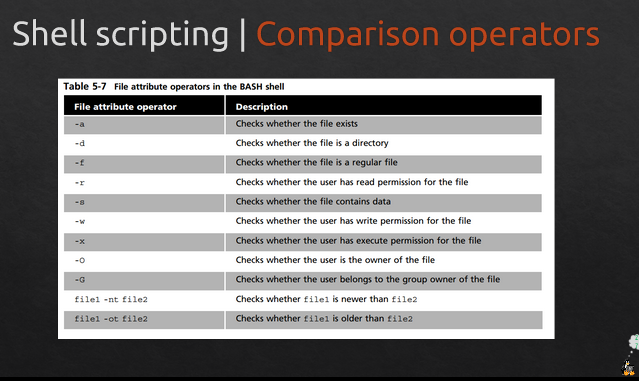 Shell scripting | Comparison operators
Table 5-7 File attribute operators in the BASH shell
File attribute operator Description
-a Checks whether the file exists
-d Checks whether the file is a directory
-f Checks whether the file is a regular file
-r Checks whether the user has read permission for the file
-s Checks whether the file contains data
-w Checks whether the user has write permission for the file
-x Checks whether the user has execute permission for the file
-O Checks whether the user is the owner of the file
-G Checks whether the user belongs to the group owner of the file
file1 -nt file2 Checks whether file1 is newer than file2
file1 -ot file2 Checks whether file1 is older than file2